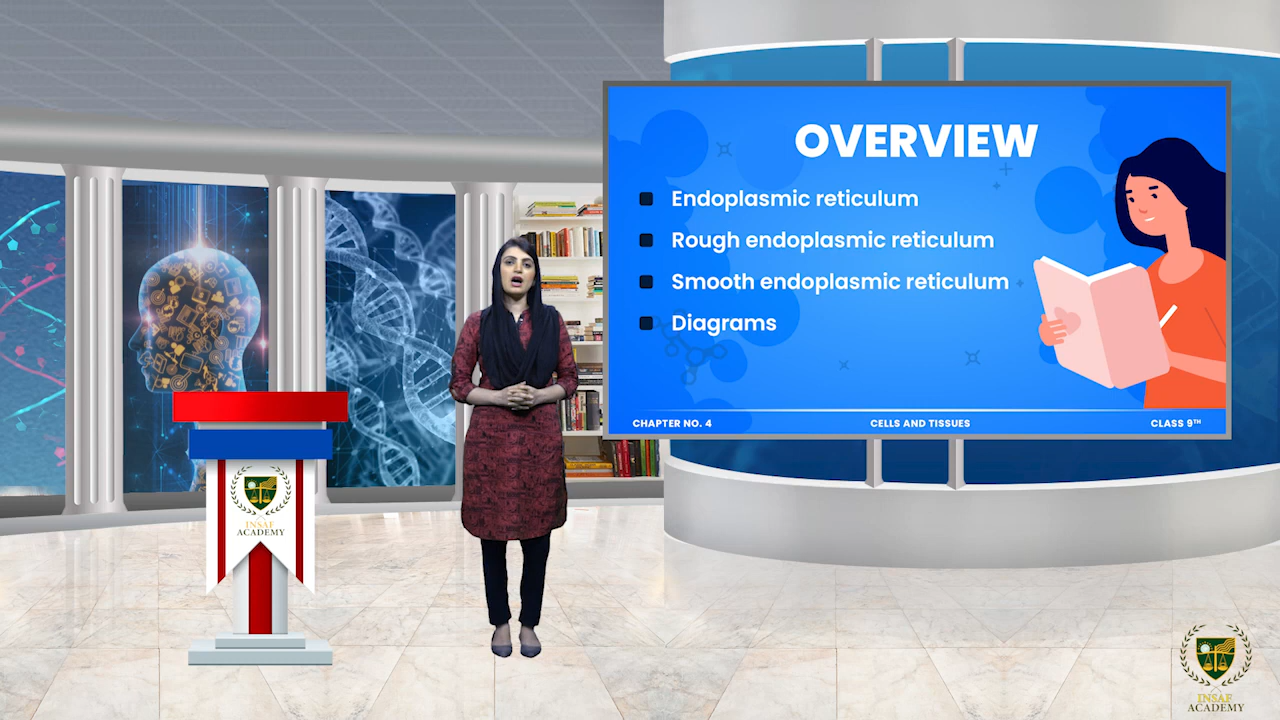 OVERVIEW
Endoplasmic reticulum
Rough endoplasmic reticulum
Smooth endoplasmic reticulum
Diagrams
CHAPTER NO. 4
CELLS AND TISSUES
CLASS 9TH
INSAF
ACADEMY
INSAF
ACADEMY